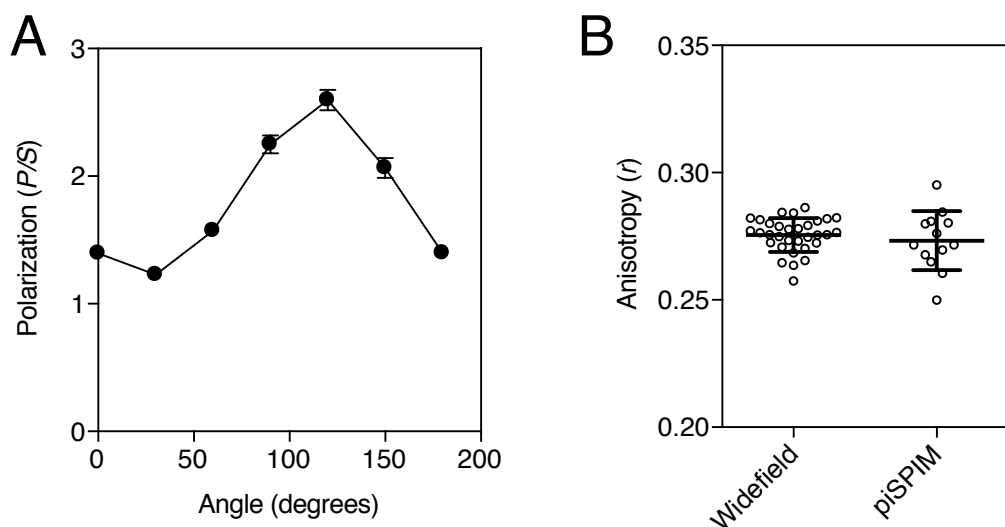 A
Polarization (P/S)
3
2
1
0
0
50
100
150
200
Angle (degrees)
B
Anisotropy (r)
0.35
0.30
0.25
0.20
Widefield
piSPIM